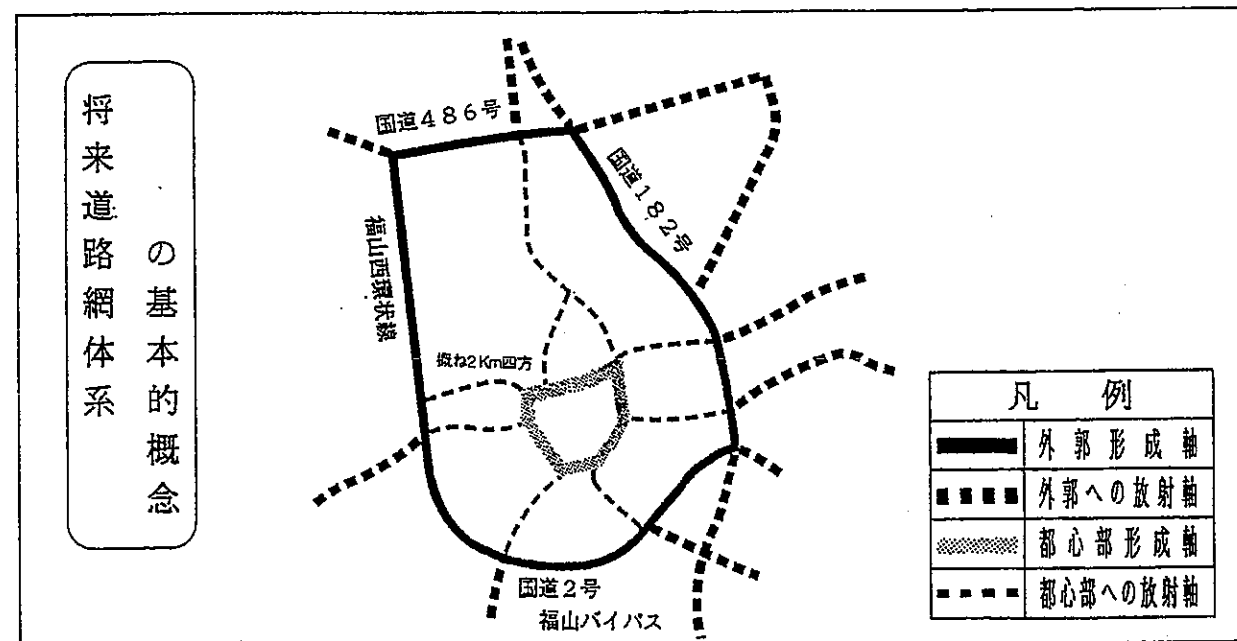 将来道路網体系
の基本的概念
国道486号
国道182号
福山西環状線
概ね2Km四方
国道2号
福山バイパス
凡例
外郭形成軸
外郭への放射軸
都心部形成軸
都心部への放射軸